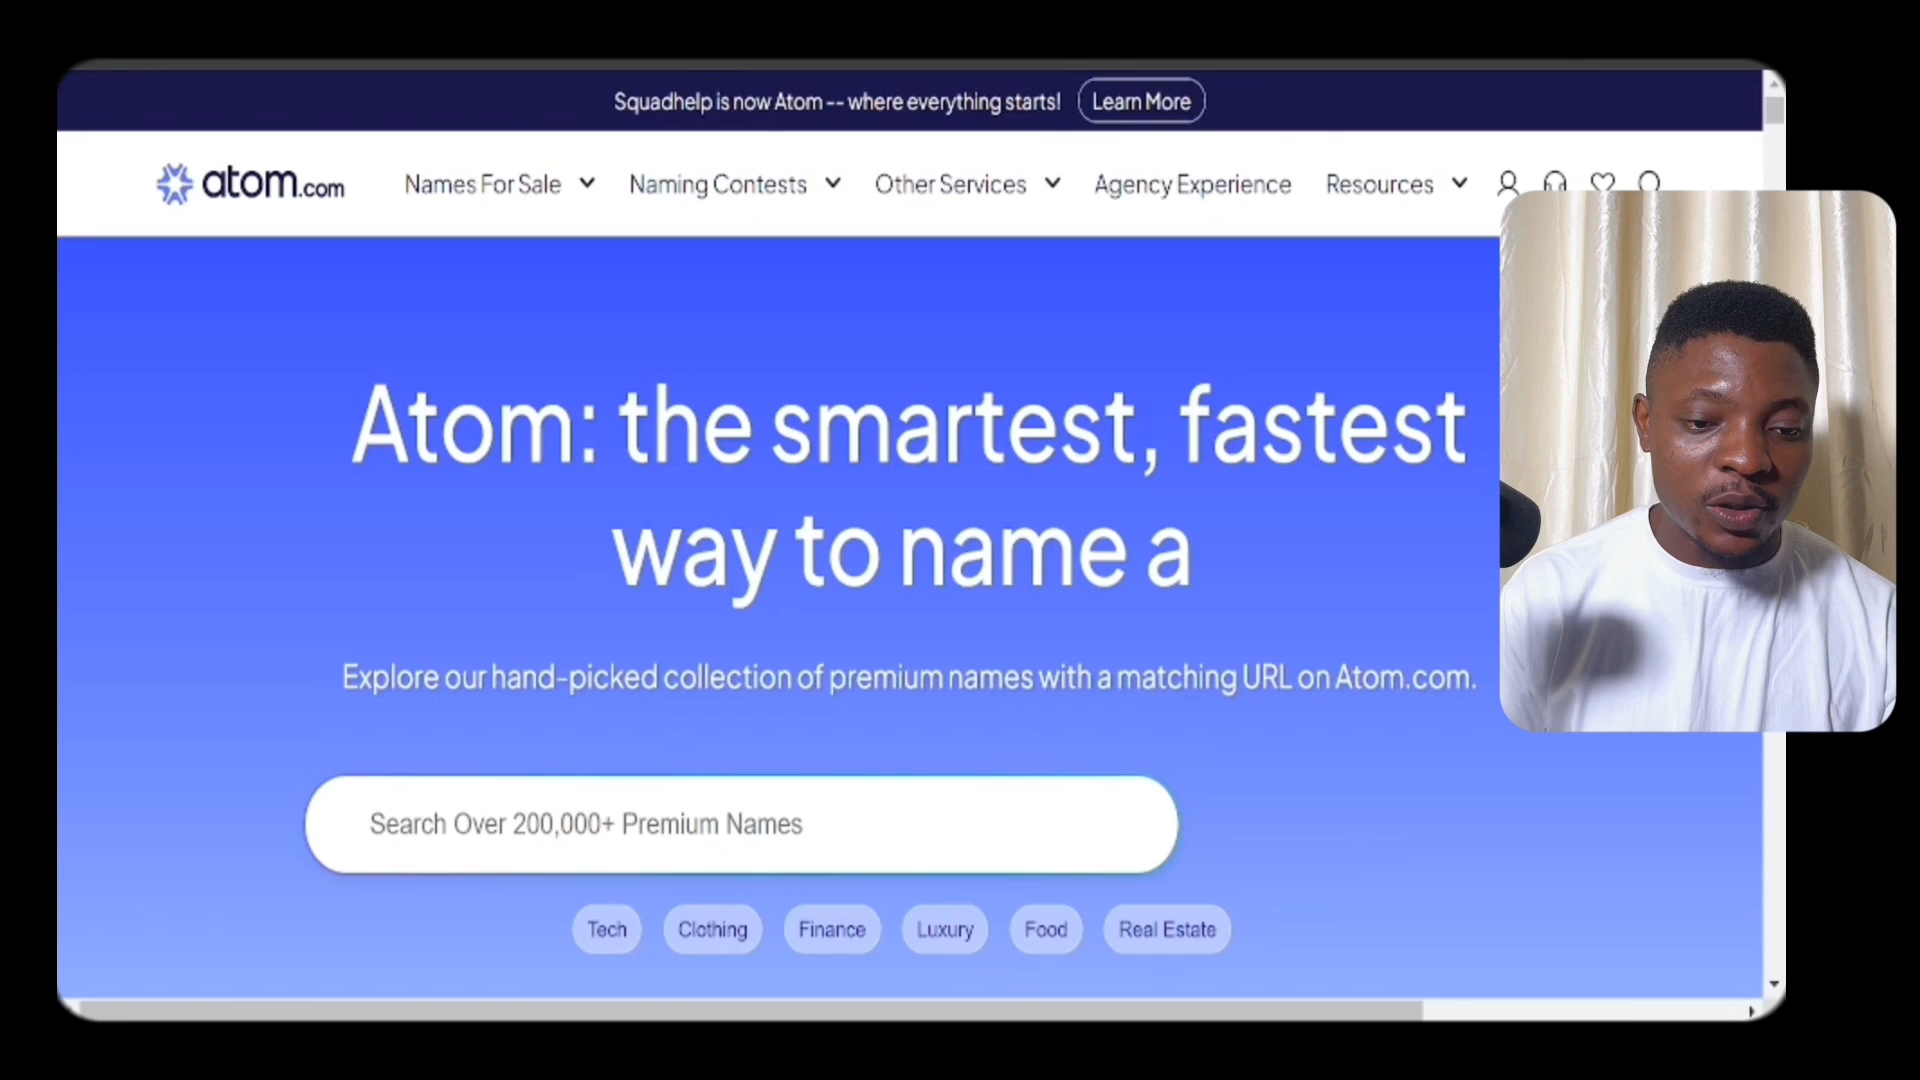 Squadhelp is now Atom -- where everything starts! Learn More
atom.com Names For Sale Naming Contests Other Services Agency Experience Resources
Atom: the smartest, fastest
way to name a
Explore our hand-picked collection of premium names with a matching URL on Atom.com.
Search Over 200,000+ Premium Names
Tech Clothing Finance Luxury Food Real Estate